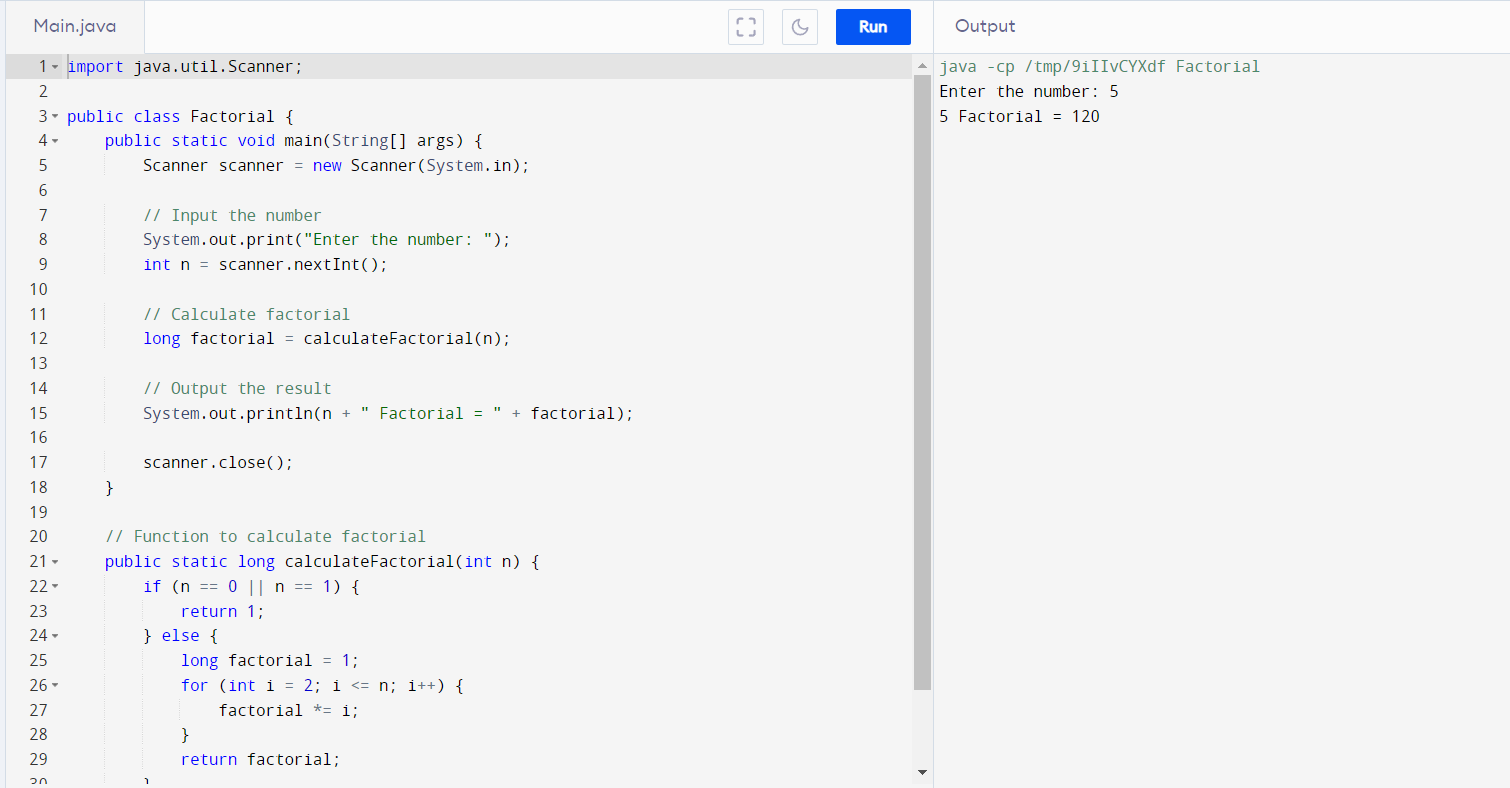 Main.java
Run
Output
1 import java.util.Scanner;
2
3 public class Factorial {
4     public static void main(String[] args) {
5         Scanner scanner = new Scanner(System.in);
6
7         // Input the number
8         System.out.print("Enter the number: ");
9         int n = scanner.nextInt();
10
11         // Calculate factorial
12         long factorial = calculateFactorial(n);
13
14         // Output the result
15         System.out.println(n + " Factorial = " + factorial);
16
17         scanner.close();
18     }
19
20     // Function to calculate factorial
21     public static long calculateFactorial(int n) {
22         if (n == 0 || n == 1) {
23             return 1;
24         } else {
25             long factorial = 1;
26             for (int i = 2; i <= n; i++) {
27                 factorial *= i;
28             }
29             return factorial;
30         }
java -cp /tmp/9iIIvCYXdf Factorial
Enter the number: 5
5 Factorial = 120